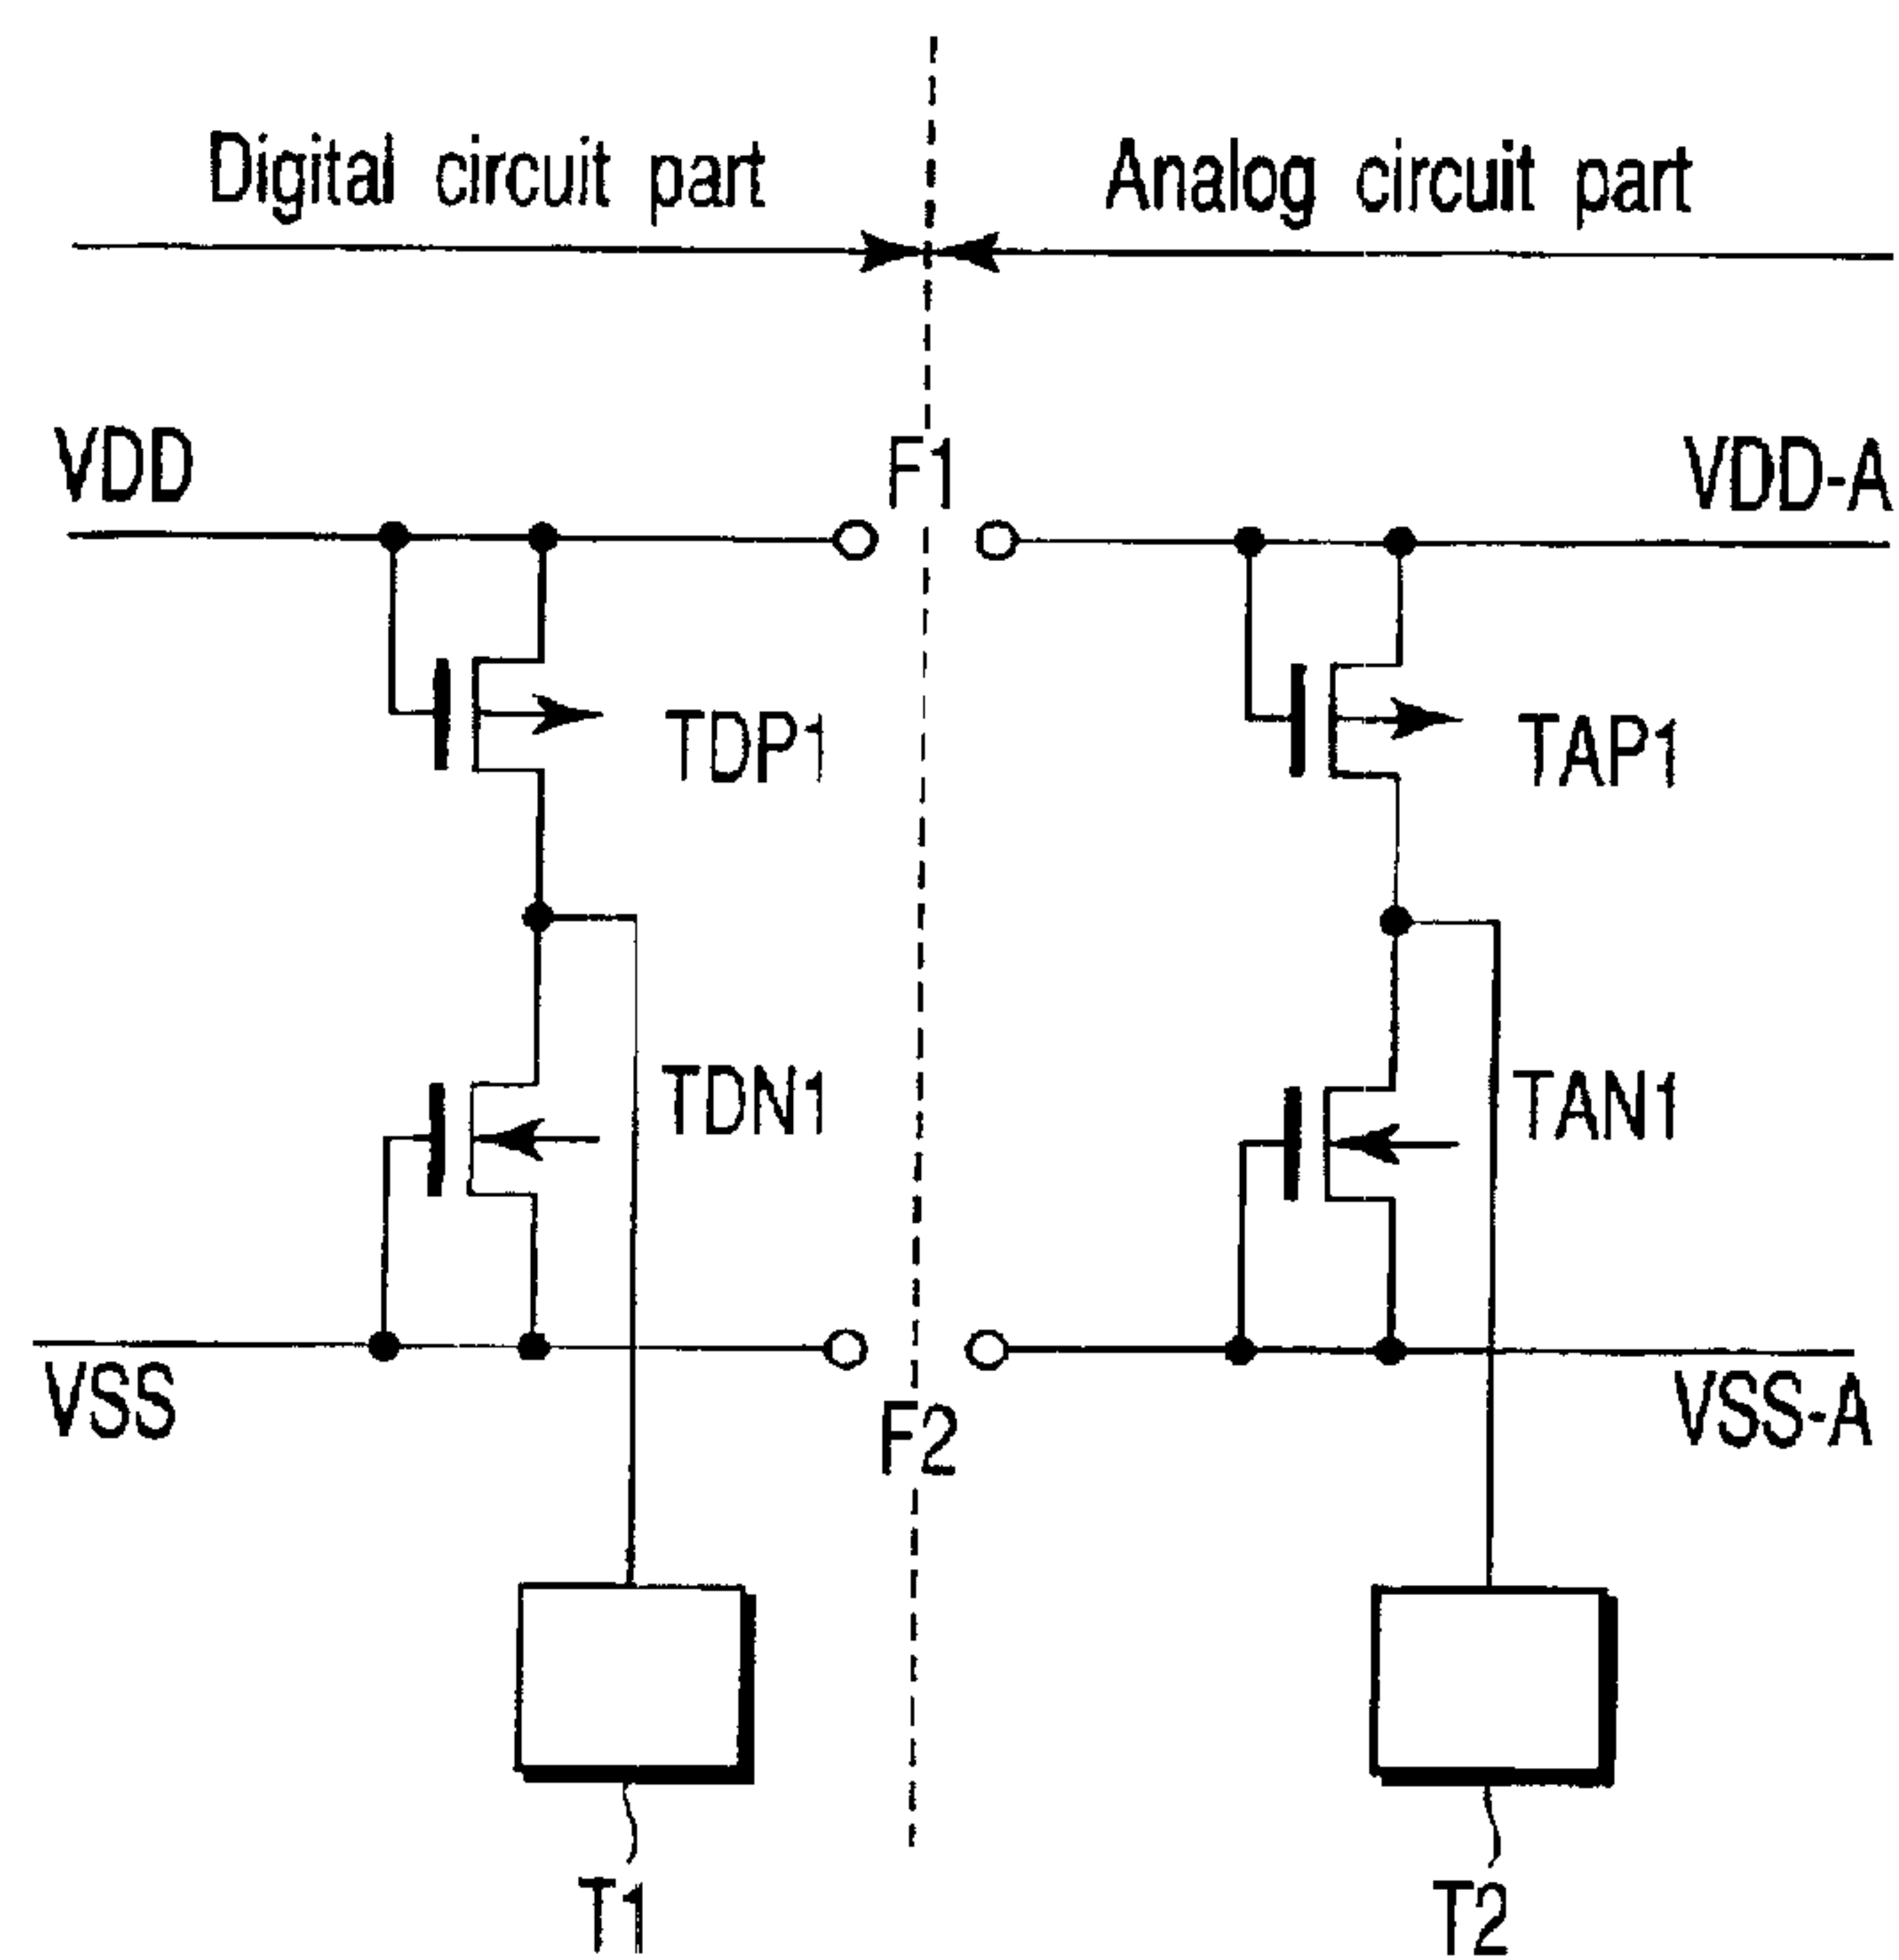 Digital circuit part
Analog circuit part
VDD
F1
VDD-A
TDP1
TAP1
TDN1
TAN1
VSS
F2
VSS-A
T1
T2